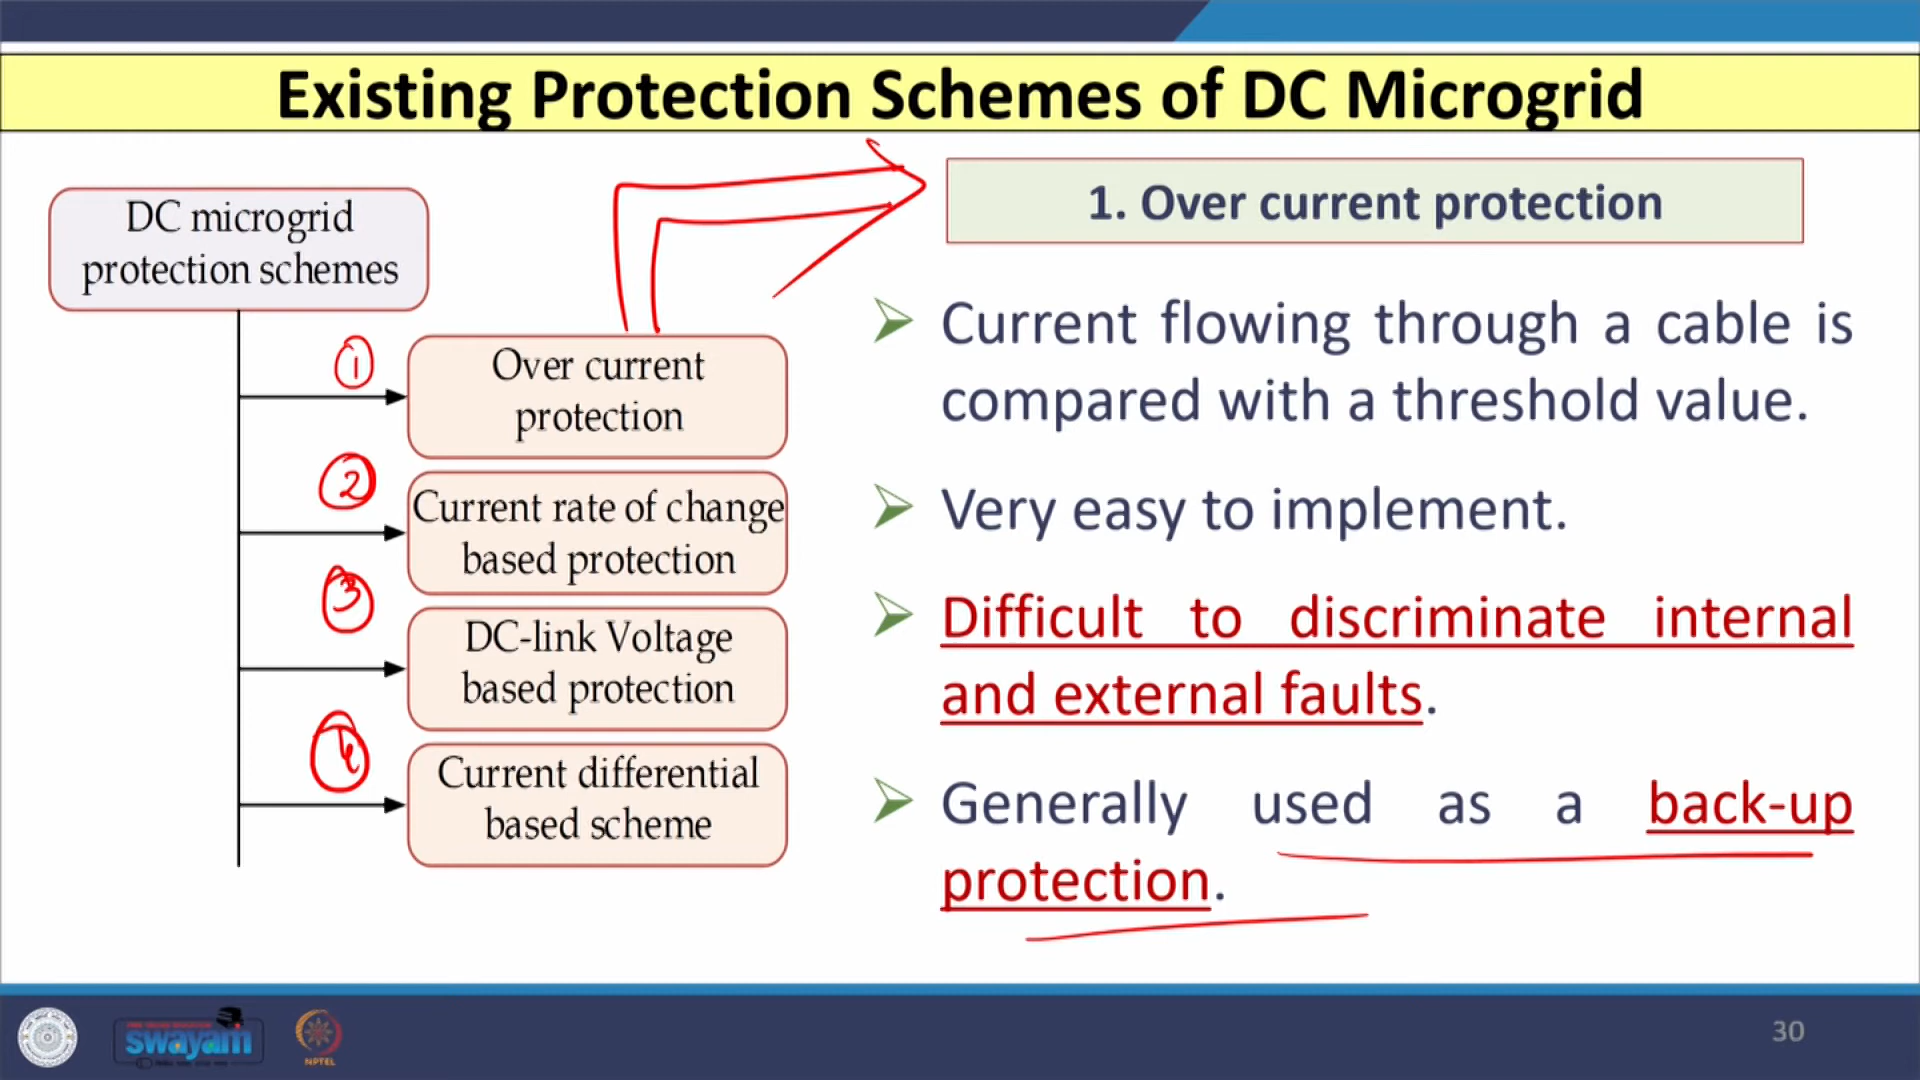 Existing Protection Schemes of DC Microgrid
DC microgrid
protection schemes
1
Over current
protection
2
Current rate of change
based protection
3
DC-link Voltage
based protection
4
Current differential
based scheme
1. Over current protection
Current flowing through a cable is
compared with a threshold value.
Very easy to implement.
Difficult to discriminate internal
and external faults.
Generally used as a back-up
protection.
swayam
NPTEL
30